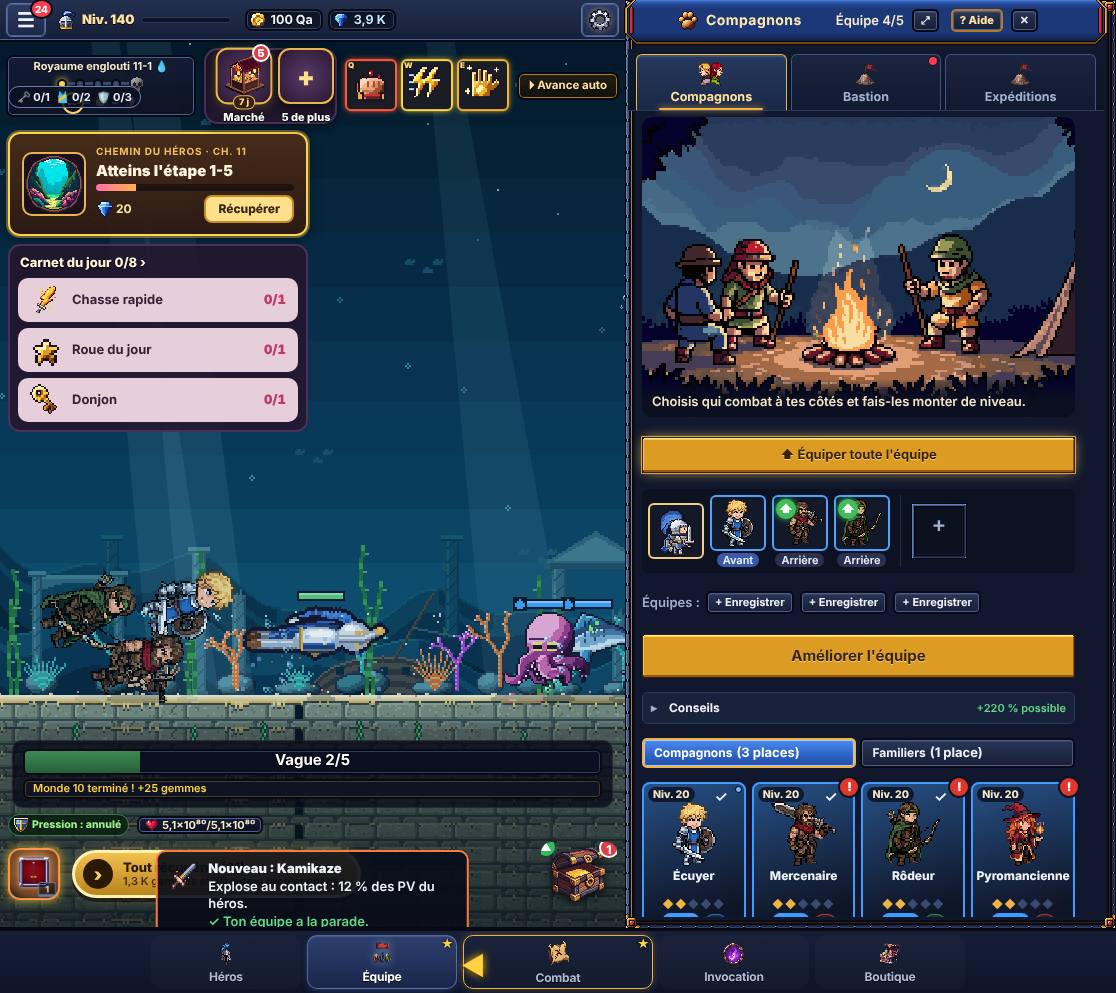 24
Niv. 140
100 Qa
3,9 K
Compagnons
Équipe 4/5
? Aide
Royaume englouti 11-1
0/1
0/2
0/3
5
7 j
Marché
5 de plus
Q
W
E
Avance auto
Compagnons
Bastion
Expéditions
CHEMIN DU HÉROS · CH. 11
Atteins l'étape 1-5
20
Récupérer
Carnet du jour 0/8 ›
Chasse rapide
0/1
Roue du jour
0/1
Donjon
0/1
Choisis qui combat à tes côtés et fais-les monter de niveau.
Équiper toute l'équipe
Avant
Arrière
Arrière
+
Équipes :
+ Enregistrer
+ Enregistrer
+ Enregistrer
Améliorer l'équipe
Conseils
+220 % possible
Compagnons (3 places)
Familiers (1 place)
Niv. 20
Niv. 20
!
Niv. 20
!
Niv. 20
!
Écuyer
Mercenaire
Rôdeur
Pyromancienne
Vague 2/5
Monde 10 terminé ! +25 gemmes
Pression : annulé
5,1×10⁸⁰/5,1×10⁸⁰
1
Tout
1,3 K
Nouveau : Kamikaze
Explose au contact : 12 % des PV du
héros.
✓ Ton équipe a la parade.
1
Héros
Équipe
Combat
Invocation
Boutique